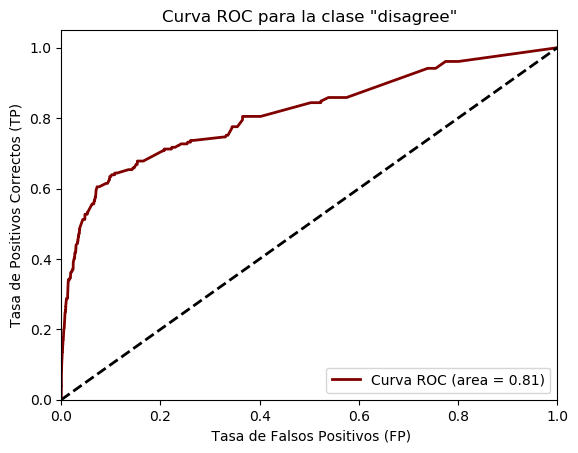 Curva ROC para la clase "disagree"
Tasa de Positivos Correctos (TP)
1.0
0.8
0.6
0.4
0.2
0.0
0.0 0.2 0.4 0.6 0.8 1.0
Tasa de Falsos Positivos (FP)
Curva ROC (area = 0.81)